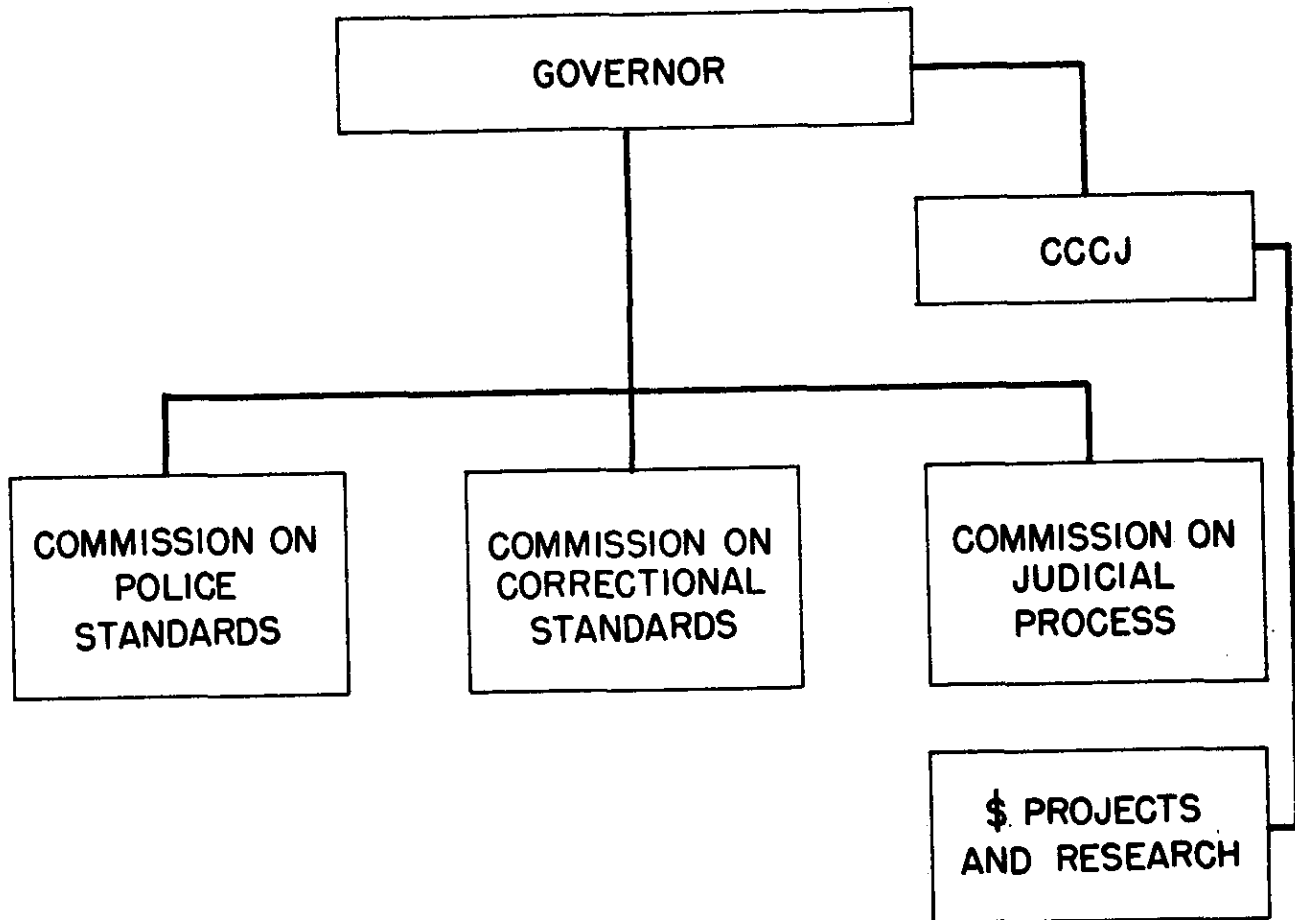 GOVERNOR
CCCJ
COMMISSION ON
POLICE
STANDARDS
COMMISSION ON
CORRECTIONAL
STANDARDS
COMMISSION ON
JUDICIAL
PROCESS
$ PROJECTS
AND RESEARCH